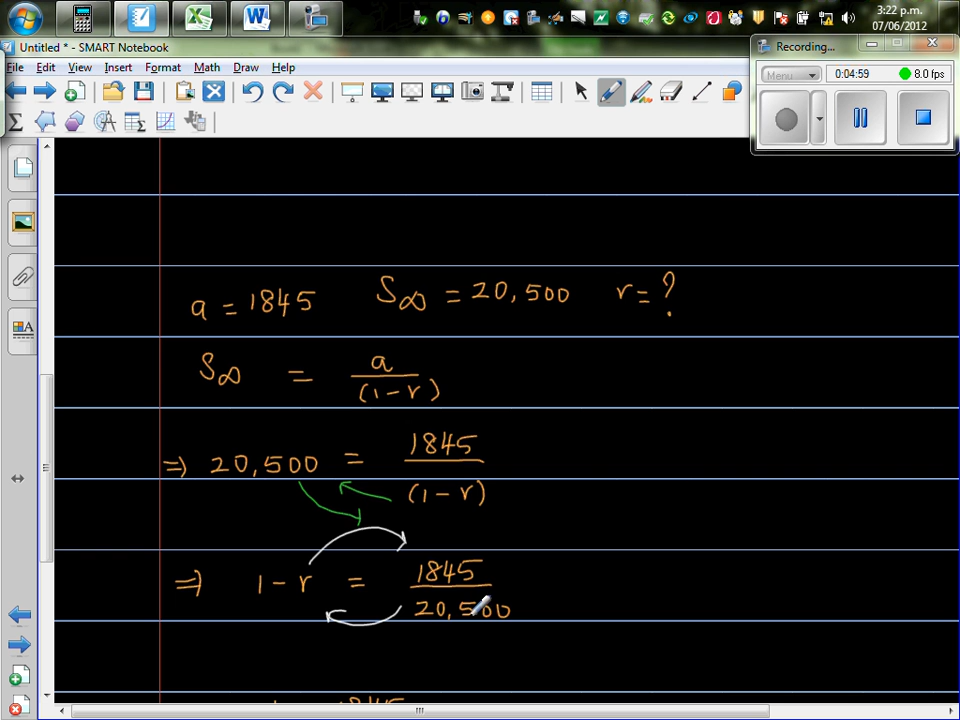 3:22 p.m.
07/06/2012
Untitled * - SMART Notebook
Recording...
File Edit View Insert Format Math Draw Help
Menu 0:04:59 8.0 fps
a = 1845 S∞ = 20,500 r = ?
S∞ = a / (1 - r)
⇒ 20,500 = 1845 / (1 - r)
⇒ 1 - r = 1845 / 20,500
1845